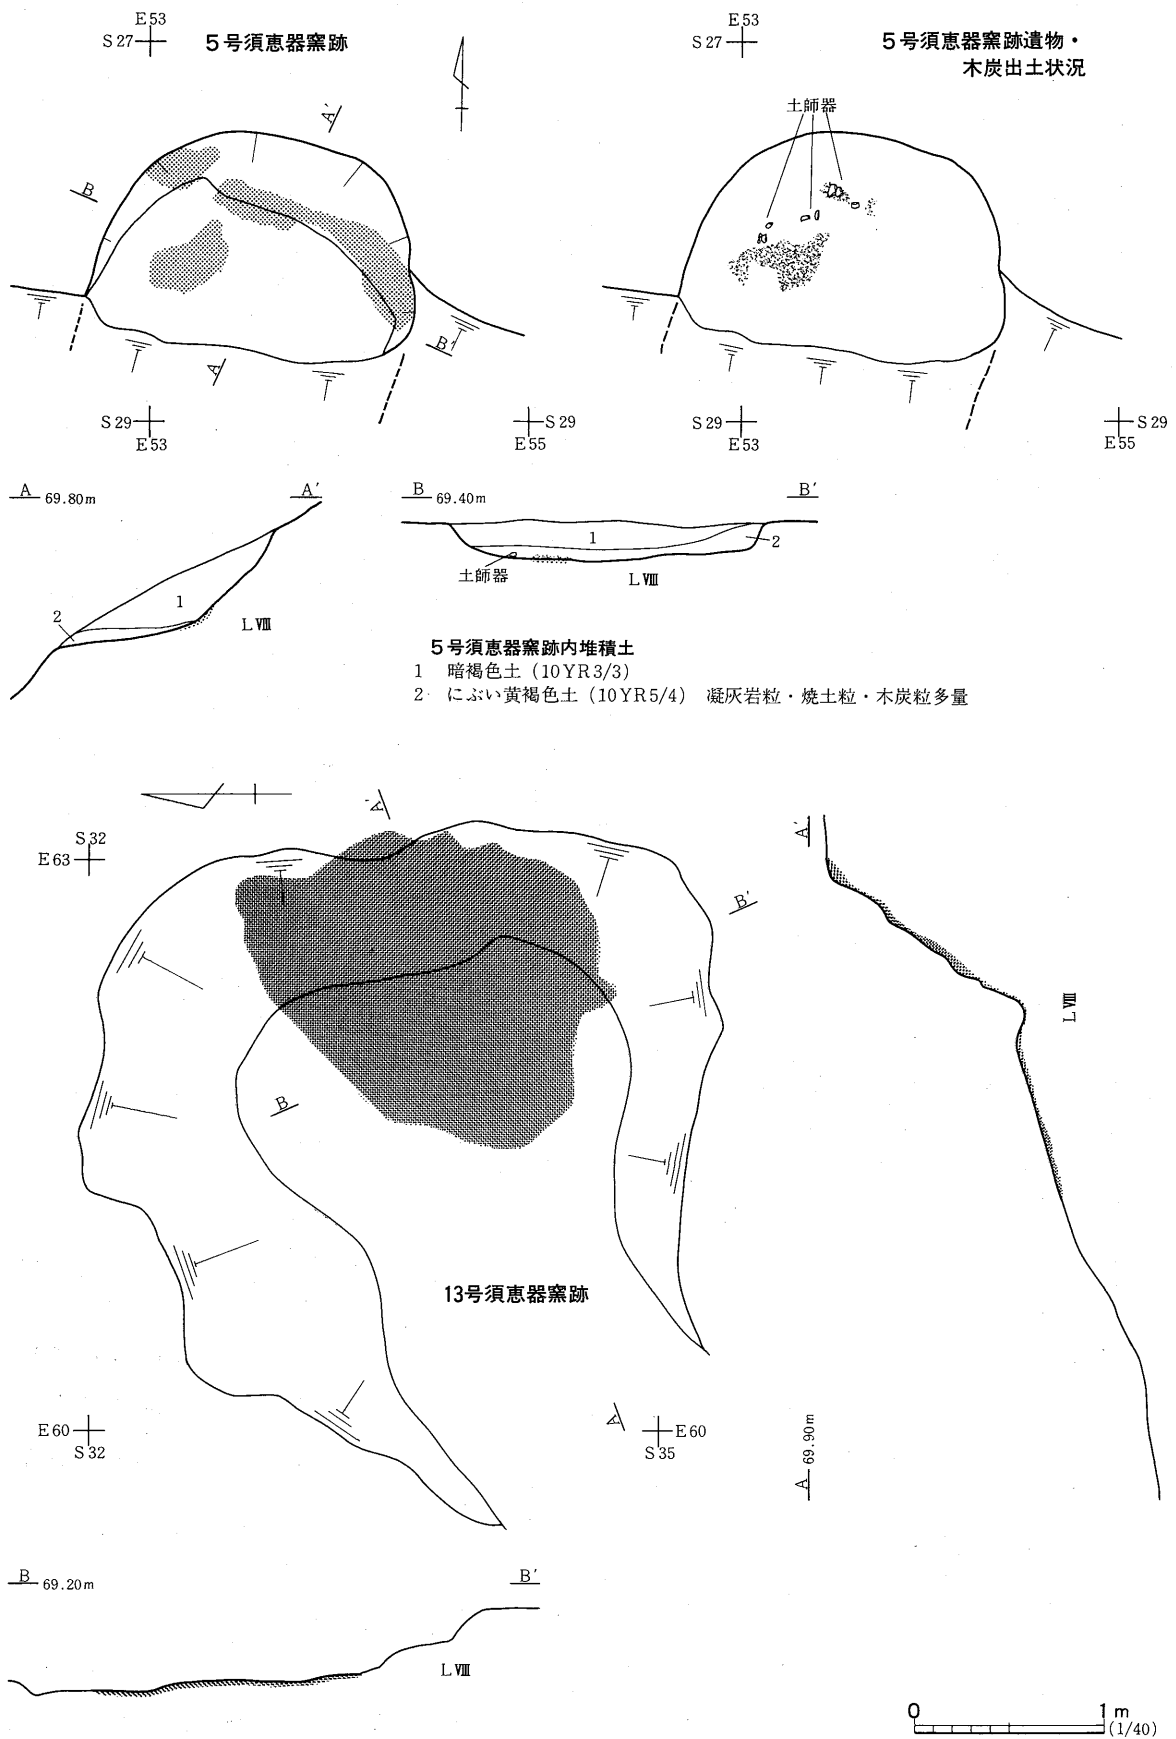 E53
S27
5号須恵器窯跡
A'
B
B'
A
S29
E53
S29
E55
E53
S27
5号須恵器窯跡遺物・
木炭出土状況
土師器
S29
E53
S29
E55
A 69.80m A'
1
2
LⅧ
B 69.40m B'
1
2
土師器
LⅧ
5号須恵器窯跡内堆積土
1 暗褐色土（10YR3/3）
2 にぶい黄褐色土（10YR5/4） 凝灰岩粒・焼土粒・木炭粒多量
S32
E63
A'
B'
B
13号須恵器窯跡
A
E60
S32
E60
S35
A'
LⅧ
A 69.90m
B 69.20m B'
LⅧ
0 1m
(1/40)